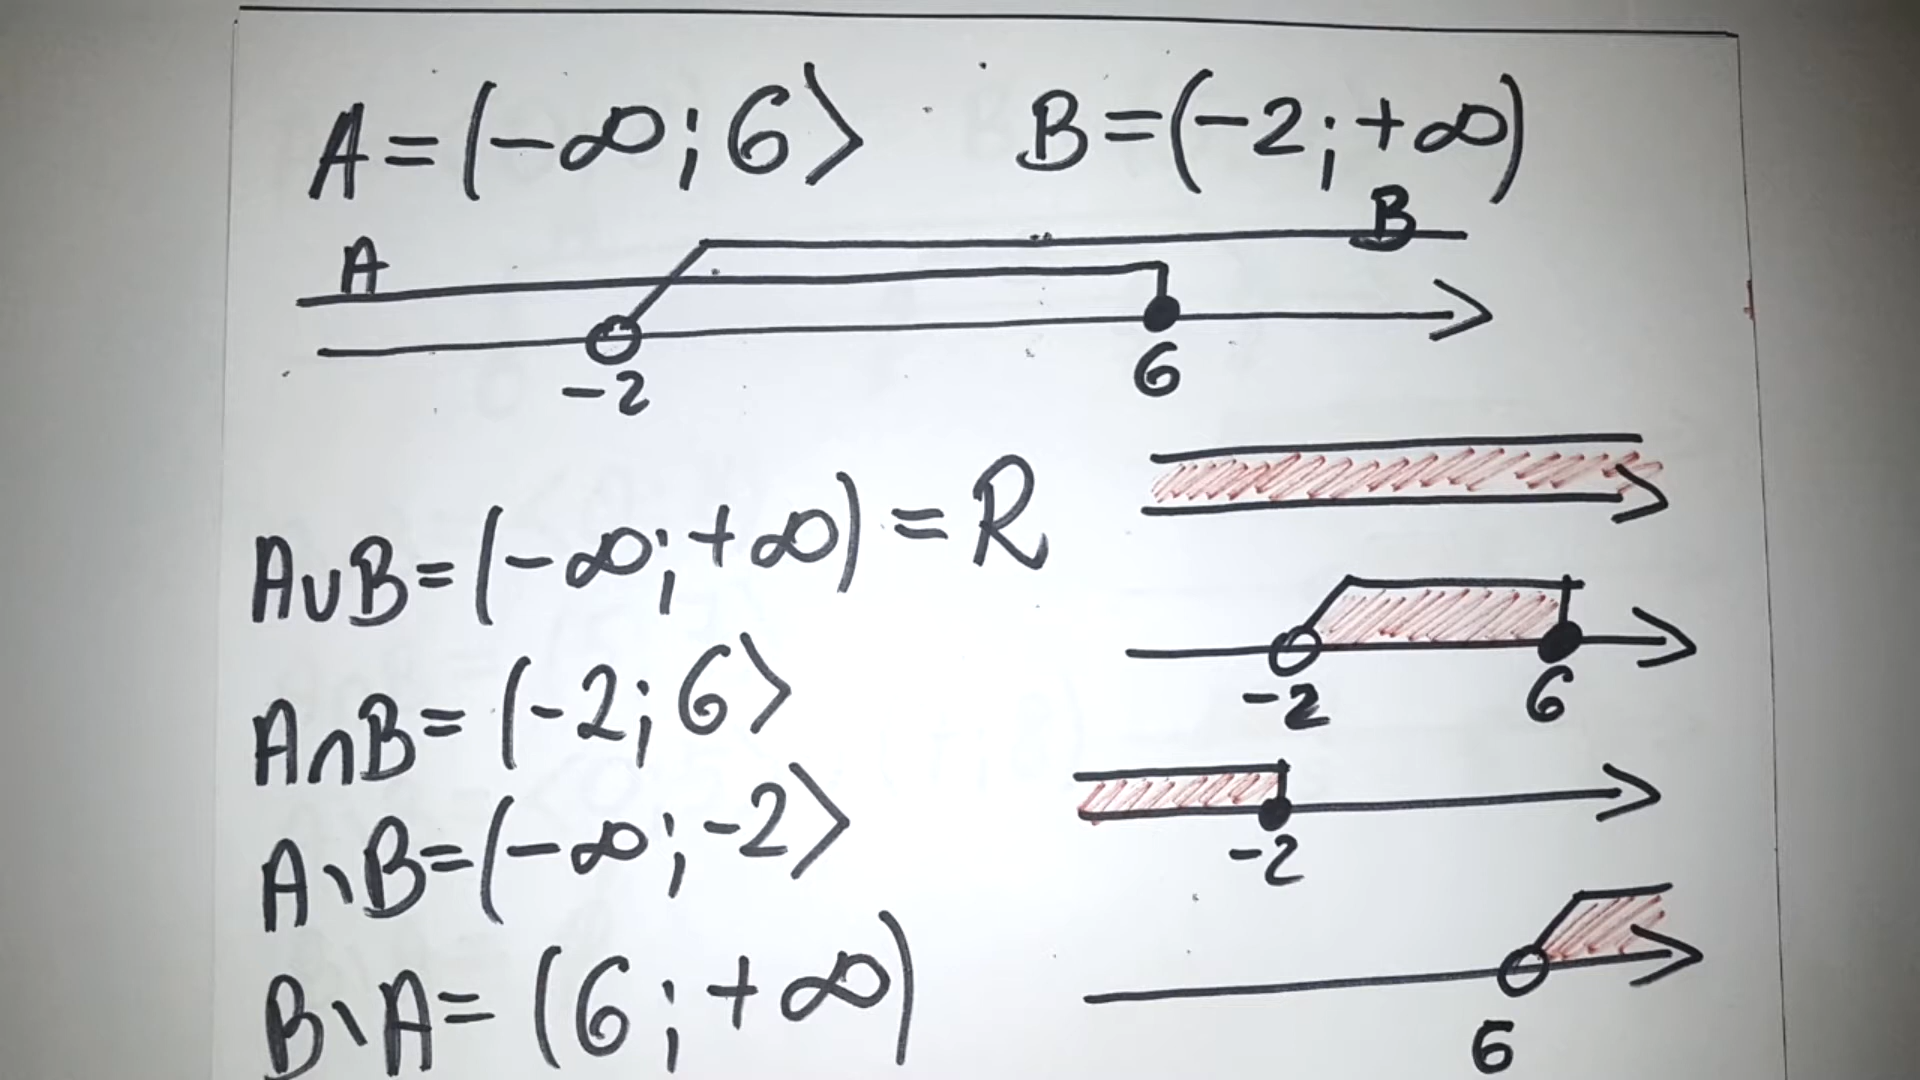 A=(-∞;6⟩ B=(-2;+∞)
B
A
-2 6
A∪B=(-∞;+∞)=R
A∩B=(-2;6⟩
-2 6
A\B=(-∞;-2⟩
-2
B\A=(6;+∞)
6